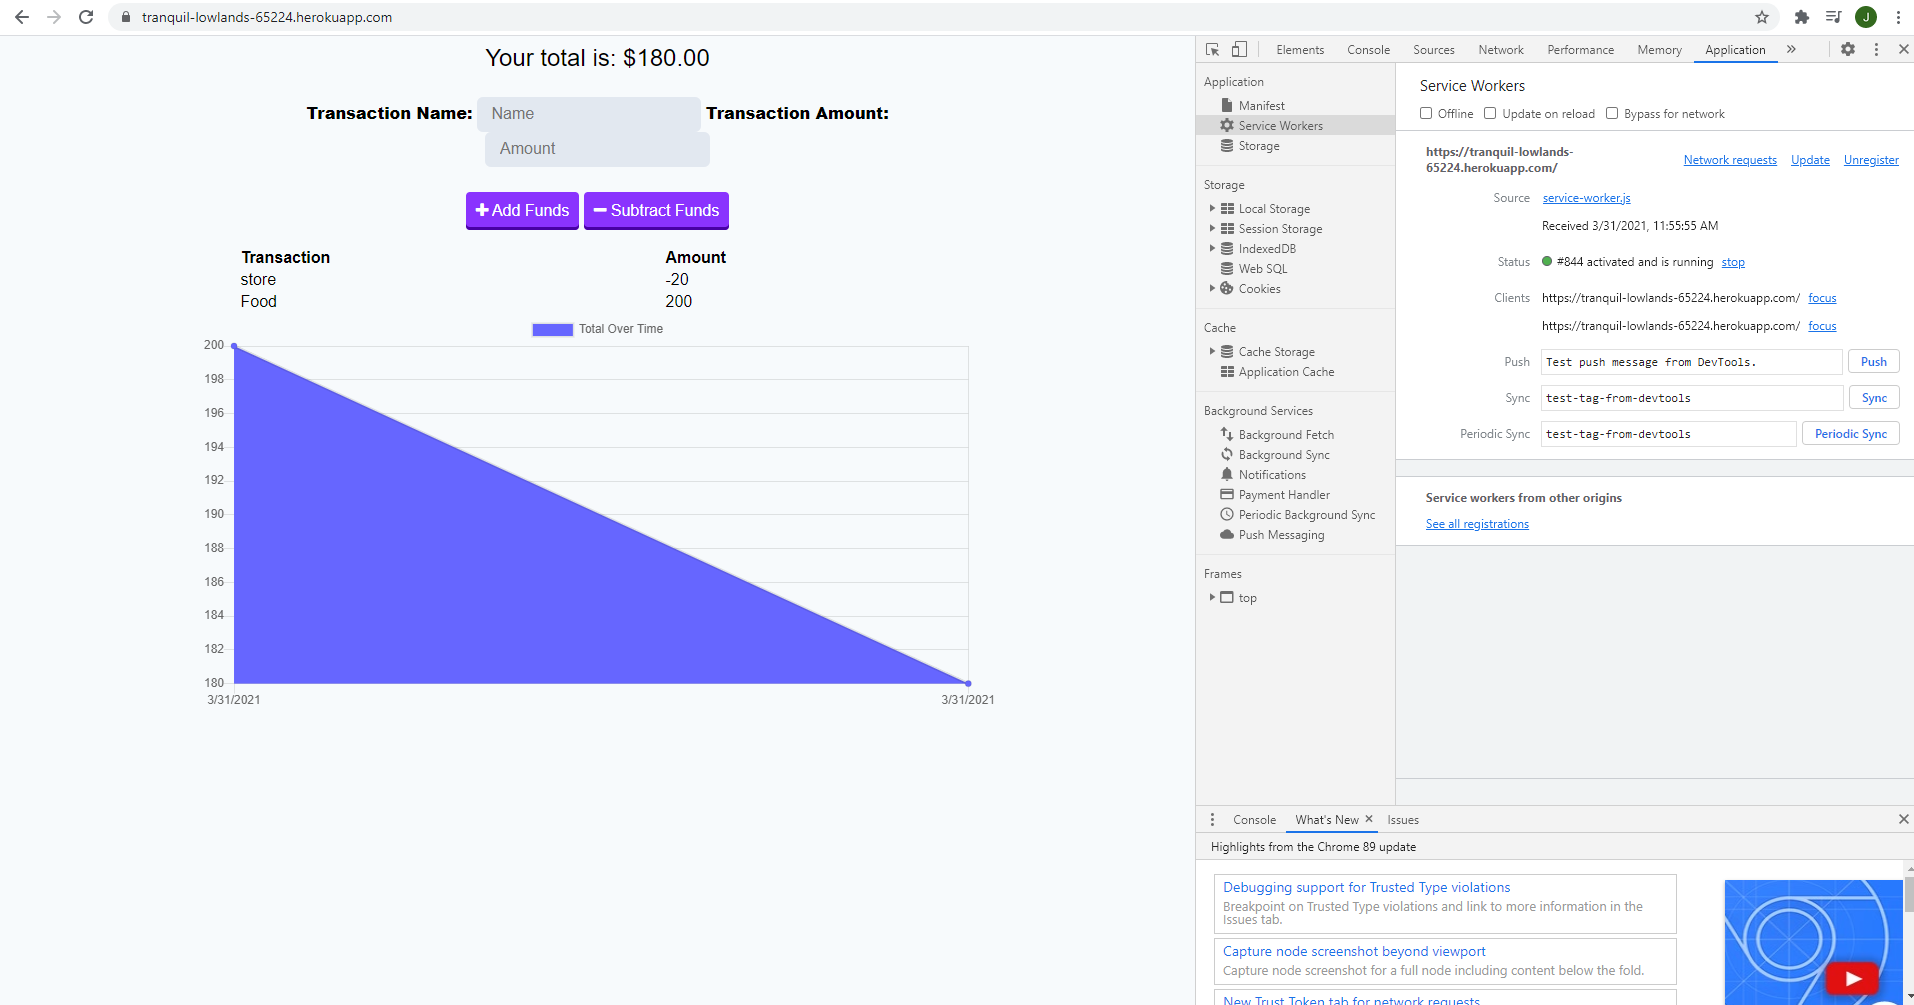 tranquil-lowlands-65224.herokuapp.com
J
Your total is: $180.00
Transaction Name: Name Transaction Amount:
Amount
Add Funds Subtract Funds
Transaction Amount
store -20
Food 200
Total Over Time
200
198
196
194
192
190
188
186
184
182
180
3/31/2021 3/31/2021
Elements Console Sources Network Performance Memory Application »
Application
Manifest
Service Workers
Storage
Storage
Local Storage
Session Storage
IndexedDB
Web SQL
Cookies
Cache
Cache Storage
Application Cache
Background Services
Background Fetch
Background Sync
Notifications
Payment Handler
Periodic Background Sync
Push Messaging
Frames
top
Service Workers
Offline Update on reload Bypass for network
https://tranquil-lowlands-
65224.herokuapp.com/
Network requests Update Unregister
Source service-worker.js
Received 3/31/2021, 11:55:55 AM
Status #844 activated and is running stop
Clients https://tranquil-lowlands-65224.herokuapp.com/ focus
https://tranquil-lowlands-65224.herokuapp.com/ focus
Push Test push message from DevTools. Push
Sync test-tag-from-devtools Sync
Periodic Sync test-tag-from-devtools Periodic Sync
Service workers from other origins
See all registrations
Console What's New Issues
Highlights from the Chrome 89 update
Debugging support for Trusted Type violations
Breakpoint on Trusted Type violations and link to more information in the
Issues tab.
Capture node screenshot beyond viewport
Capture node screenshot for a full node including content below the fold.
New Trust Token tab for network requests